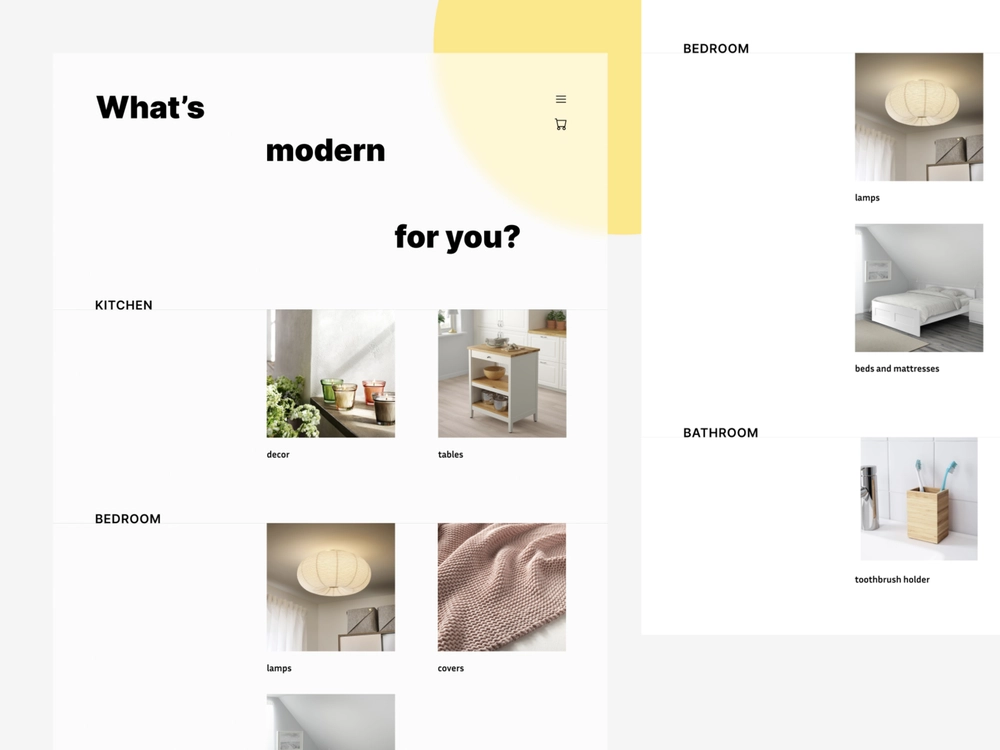 What’s
modern
for you?
KITCHEN
decor
tables
BEDROOM
lamps
covers
BEDROOM
lamps
beds and mattresses
BATHROOM
toothbrush holder